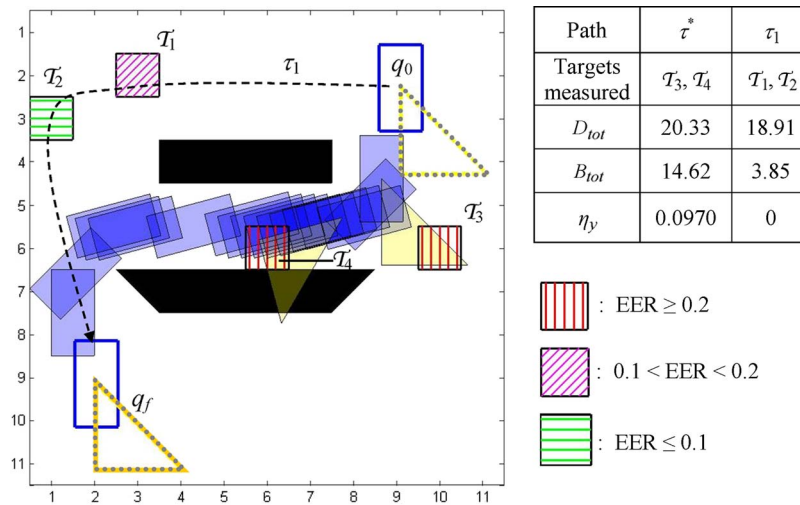 1
2
3
4
5
6
7
8
9
10
11
1 2 3 4 5 6 7 8 9 10 11
𝒯1
𝒯2
τ1
q0
𝒯3
𝒯4
qf
Path τ* τ1
Targets measured 𝒯3, 𝒯4 𝒯1, 𝒯2
Dtot 20.33 18.91
Btot 14.62 3.85
ηy 0.0970 0
: EER ≥ 0.2
: 0.1 < EER < 0.2
: EER ≤ 0.1